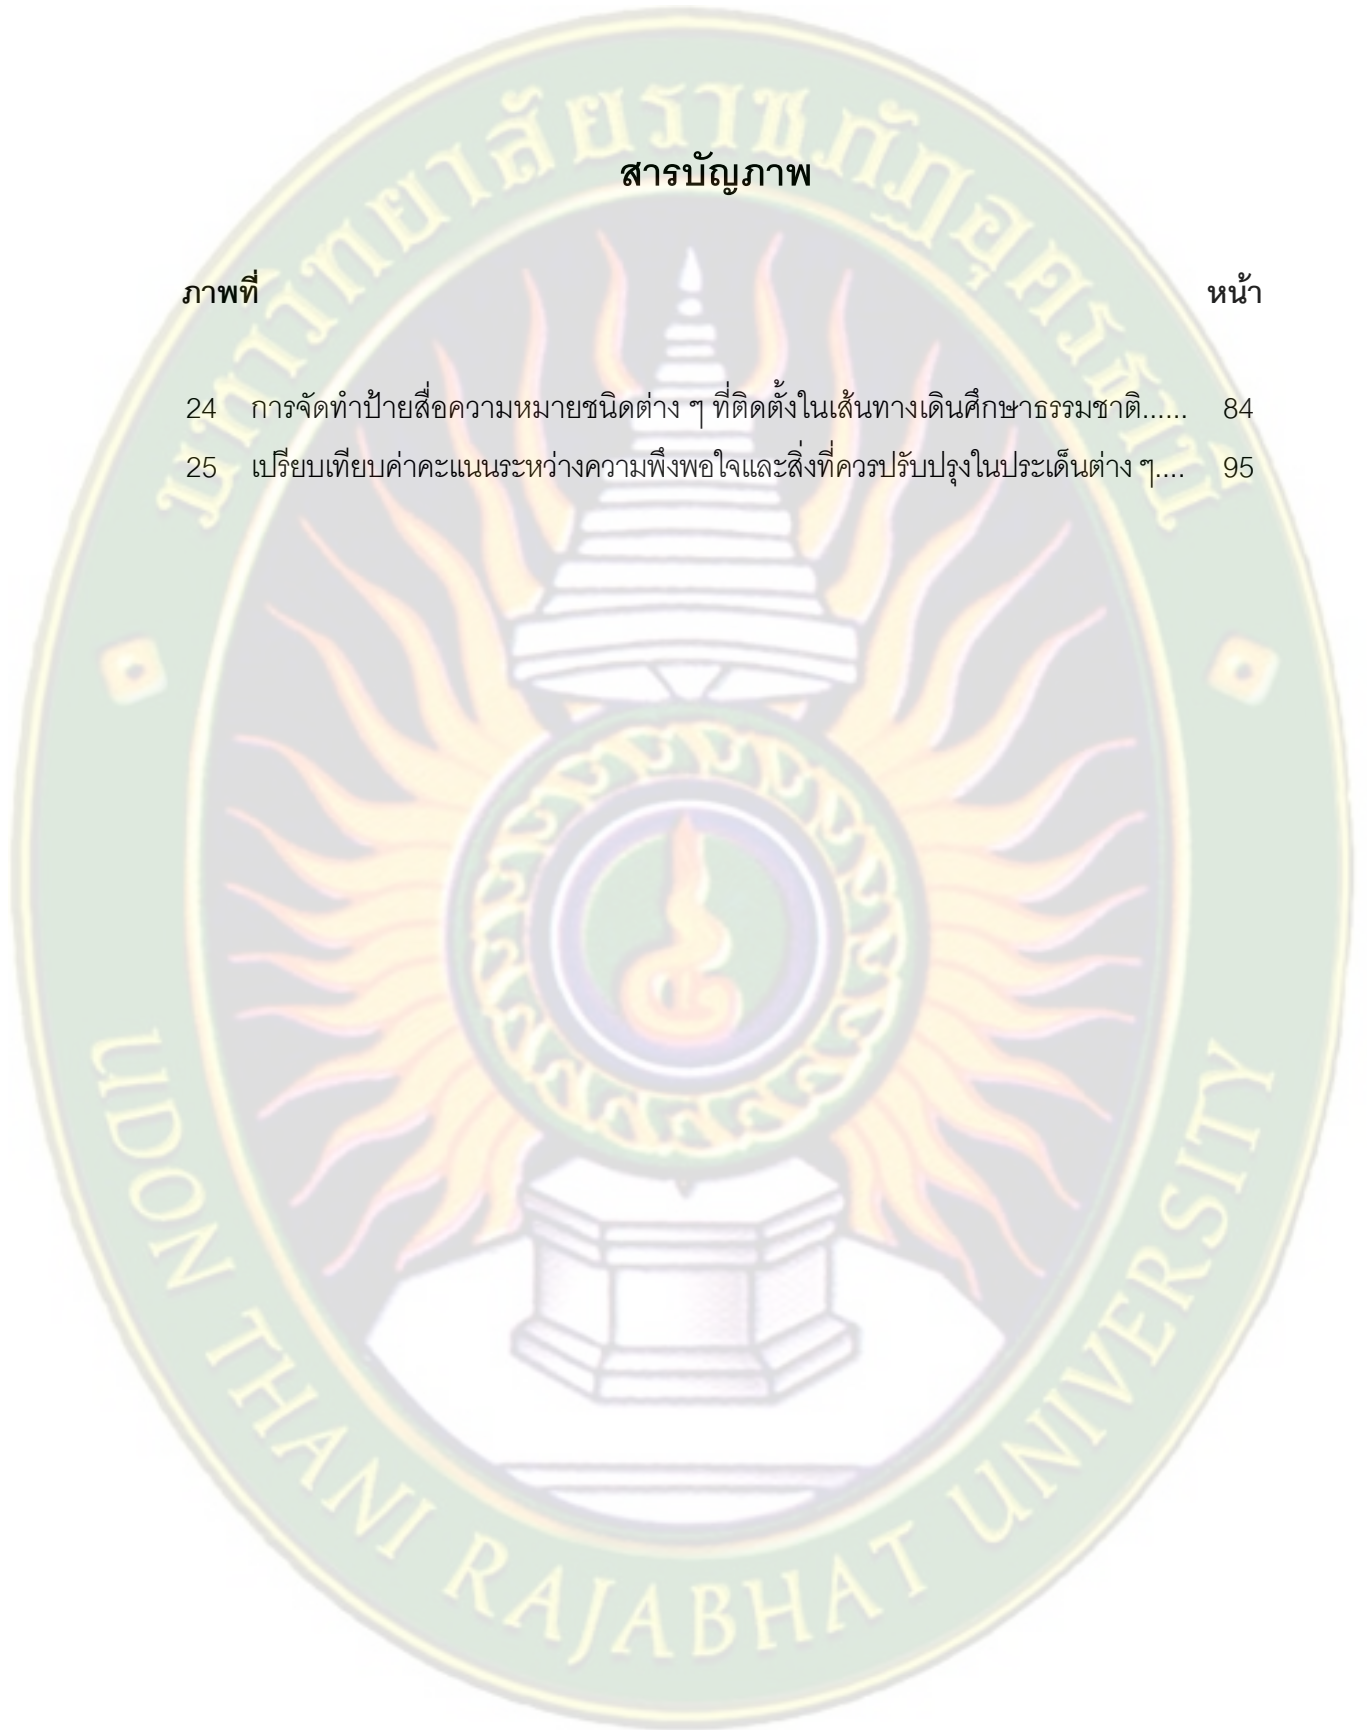 สารบัญภาพ
ภาพที่ หน้า
24 การจัดทำป้ายสื่อความหมายชนิดต่าง ๆ ที่ติดตั้งในเส้นทางเดินศึกษาธรรมชาติ...... 84
25 เปรียบเทียบค่าคะแนนระหว่างความพึงพอใจและสิ่งที่ควรปรับปรุงในประเด็นต่าง ๆ.... 95
มหาวิทยาลัยราชภัฏอุดรธานี
UDON THANI RAJABHAT UNIVERSITY